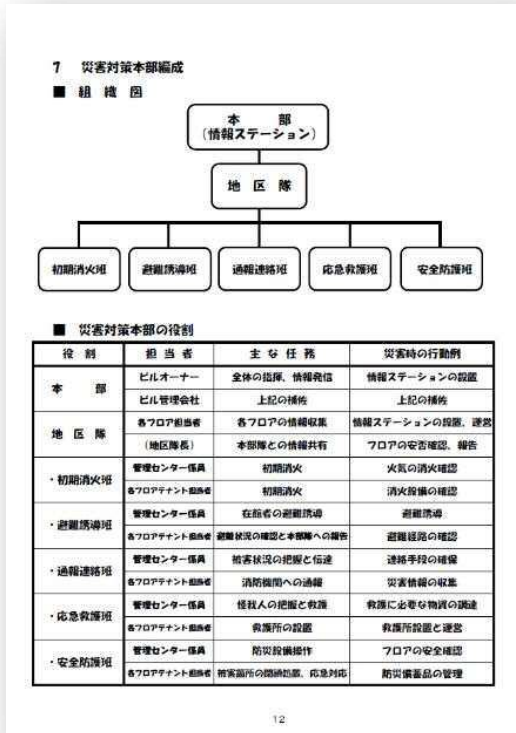 7 災害対策本部編成
■ 組織図
本部
（情報ステーション）
地区隊
初期消火班 避難誘導班 通報連絡班 応急救護班 安全防護班
■ 災害対策本部の役割
役割 担当者 主な任務 災害時の行動例
本部 ビルオーナー 全体の指揮、情報発信 情報ステーションの設置
ビル管理会社 上記の補佐 上記の補佐
地区隊 各フロア担当者 各フロアの情報収集 情報ステーションの設置、運営
（地区隊長） 本部隊との情報共有 フロアの安否確認、報告
・初期消火班 管理センター係員 初期消火 火気の消火確認
各フロアテナント担当者 初期消火 消火設備の確認
・避難誘導班 管理センター係員 在館者の避難誘導 避難誘導
各フロアテナント担当者 避難状況の確認と本部隊への報告 避難経路の確認
・通報連絡班 管理センター係員 被害状況の把握と伝達 連絡手段の確保
各フロアテナント担当者 消防機関への通報 災害情報の収集
・応急救護班 管理センター係員 怪我人の把握と救護 救護に必要な物資の調達
各フロアテナント担当者 救護所の設置 救護所設置と運営
・安全防護班 管理センター係員 防災設備操作 フロアの安全確認
各フロアテナント担当者 被害箇所の閉鎖処置、応急対応 防災備蓄品の管理
12